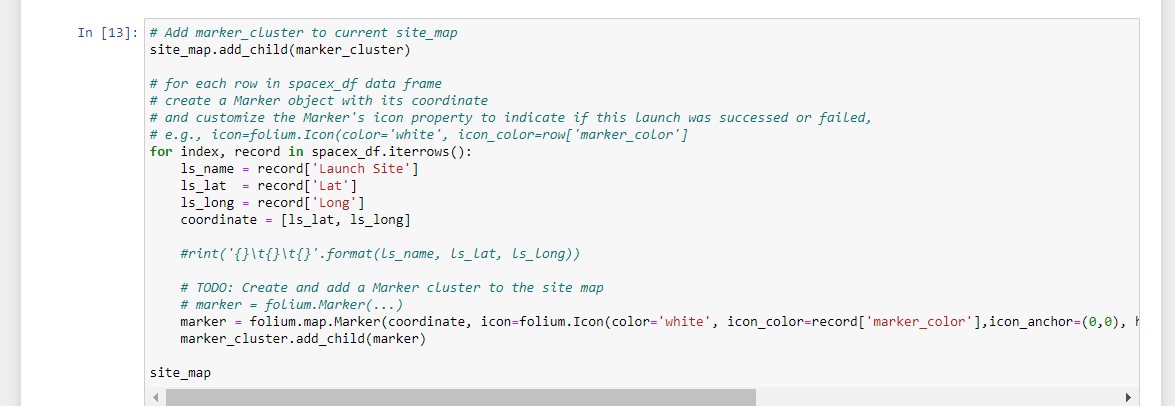 In [13]: # Add marker_cluster to current site_map
site_map.add_child(marker_cluster)
# for each row in spacex_df data frame
# create a Marker object with its coordinate
# and customize the Marker's icon property to indicate if this launch was successed or failed,
# e.g., icon=folium.Icon(color='white', icon_color=row['marker_color']
for index, record in spacex_df.iterrows():
    ls_name = record['Launch Site']
    ls_lat  = record['Lat']
    ls_long = record['Long']
    coordinate = [ls_lat, ls_long]
    #rint('{}\t{}\t{}'.format(ls_name, ls_lat, ls_long))
    # TODO: Create and add a Marker cluster to the site map
    # marker = folium.Marker(...)
    marker = folium.map.Marker(coordinate, icon=folium.Icon(color='white', icon_color=record['marker_color'],icon_anchor=(0,0),
    marker_cluster.add_child(marker)
site_map